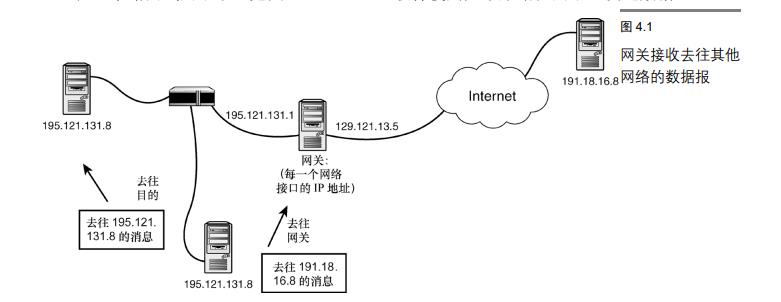 图 4.1
网关接收去往其他
网络的数据报
191.18.16.8
Internet
195.121.131.8
195.121.131.1
129.121.13.5
网关:
(每一个网络
接口的 IP 地址)
去往
目的
去往 195.121.
131.8 的消息
195.121.131.8
去往
网关
去往 191.18.
16.8 的消息